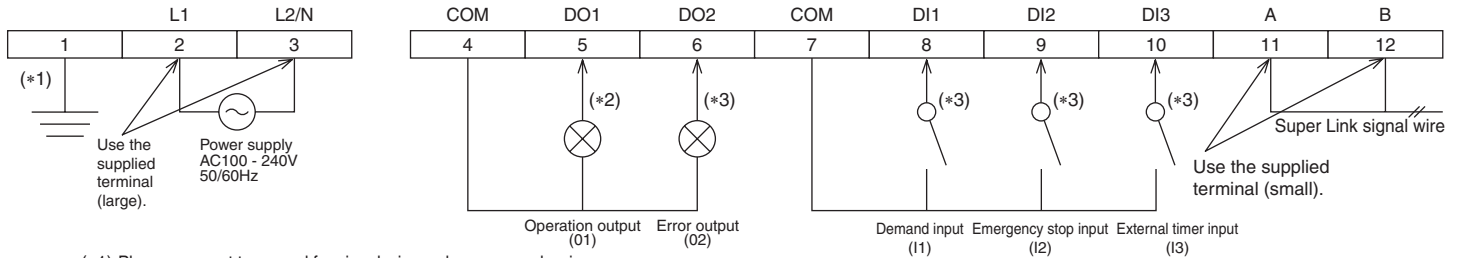 L1 L2/N COM DO1 DO2 COM DI1 DI2 DI3 A B
1 2 3 4 5 6 7 8 9 10 11 12
(*1)
(*2) (*3) (*3) (*3) (*3)
Use the
supplied
terminal
(large).
Power supply
AC100 - 240V
50/60Hz
Super Link signal wire
Use the supplied
terminal (small).
Operation output
(01)
Error output
(02)
Demand input
(I1)
Emergency stop input
(I2)
External timer input
(I3)